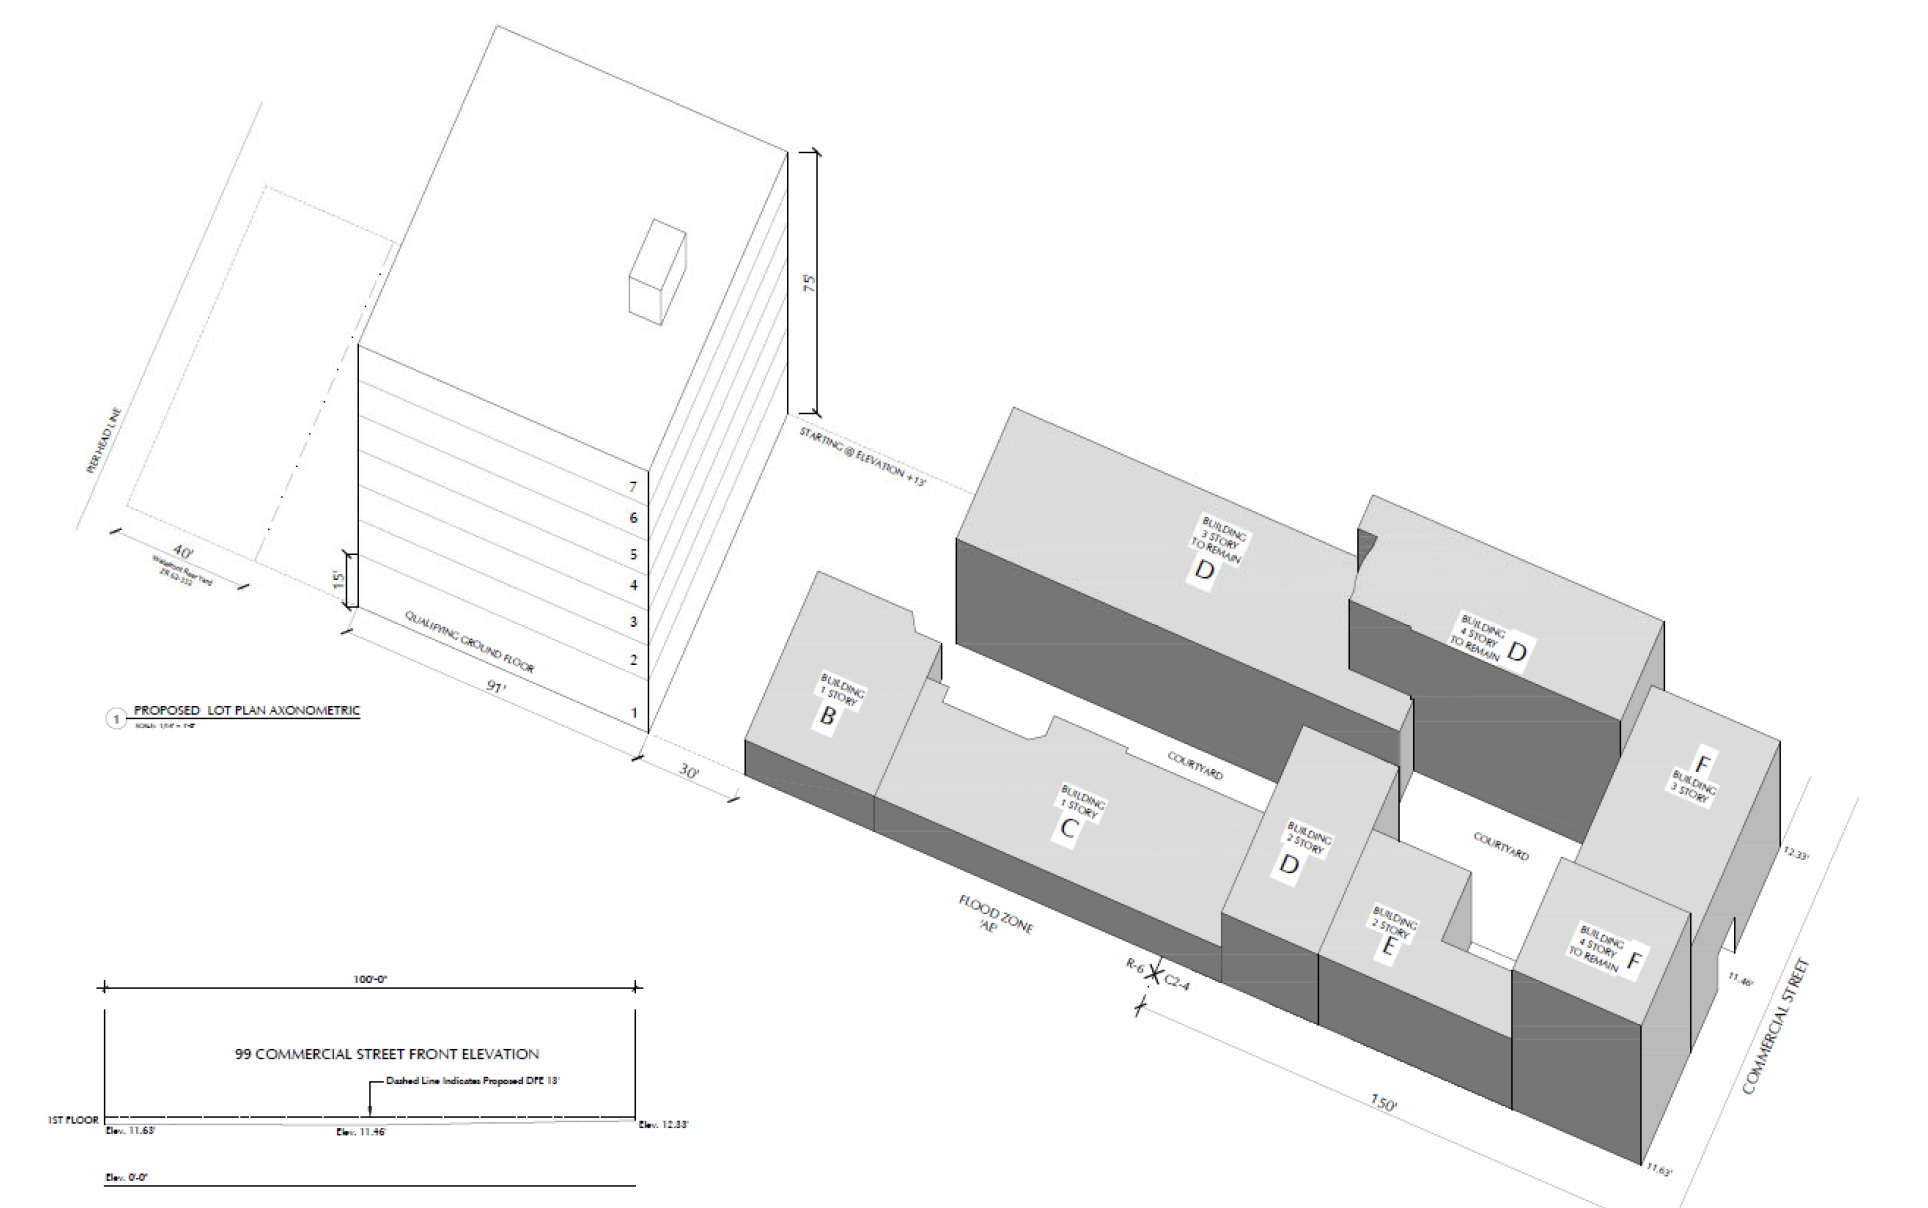 75'
PIER HEAD LINE
STARTING @ ELEVATION +13'
7
6
5
4
3
2
1
40'
Waterfront Rear Yard
ZR 62-332
15'
QUALIFYING GROUND FLOOR
91'
30'
1 PROPOSED LOT PLAN AXONOMETRIC
BUILDING
3 STORY
TO REMAIN
D
BUILDING
4 STORY
TO REMAIN
D
BUILDING
1 STORY
B
BUILDING
1 STORY
C
COURTYARD
BUILDING
2 STORY
D
COURTYARD
F
BUILDING
3 STORY
BUILDING
2 STORY
E
BUILDING
4 STORY
TO REMAIN
F
12.33'
11.46'
11.63'
COMMERCIAL STREET
FLOOD ZONE
'AE'
R-6
C2-4
150'
100'-0"
99 COMMERCIAL STREET FRONT ELEVATION
Dashed Line Indicates Proposed DFE 13'
1ST FLOOR
Elev. 11.63'
Elev. 11.46'
Elev. 12.33'
Elev. 0'-0"